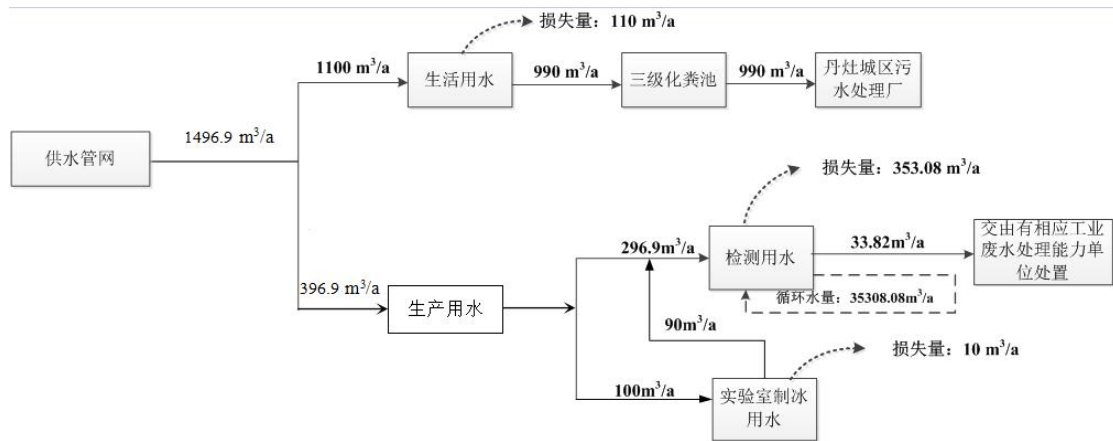 损失量：110 m³/a
1100 m³/a
生活用水
990 m³/a
三级化粪池
990 m³/a
丹灶城区污
水处理厂
供水管网
1496.9 m³/a
损失量：353.08 m³/a
296.9m³/a
检测用水
33.82m³/a
交由有相应工业
废水处理能力单
位处置
循环水量：35308.08m³/a
396.9 m³/a
生产用水
90m³/a
损失量：10 m³/a
100m³/a
实验室制冰
用水